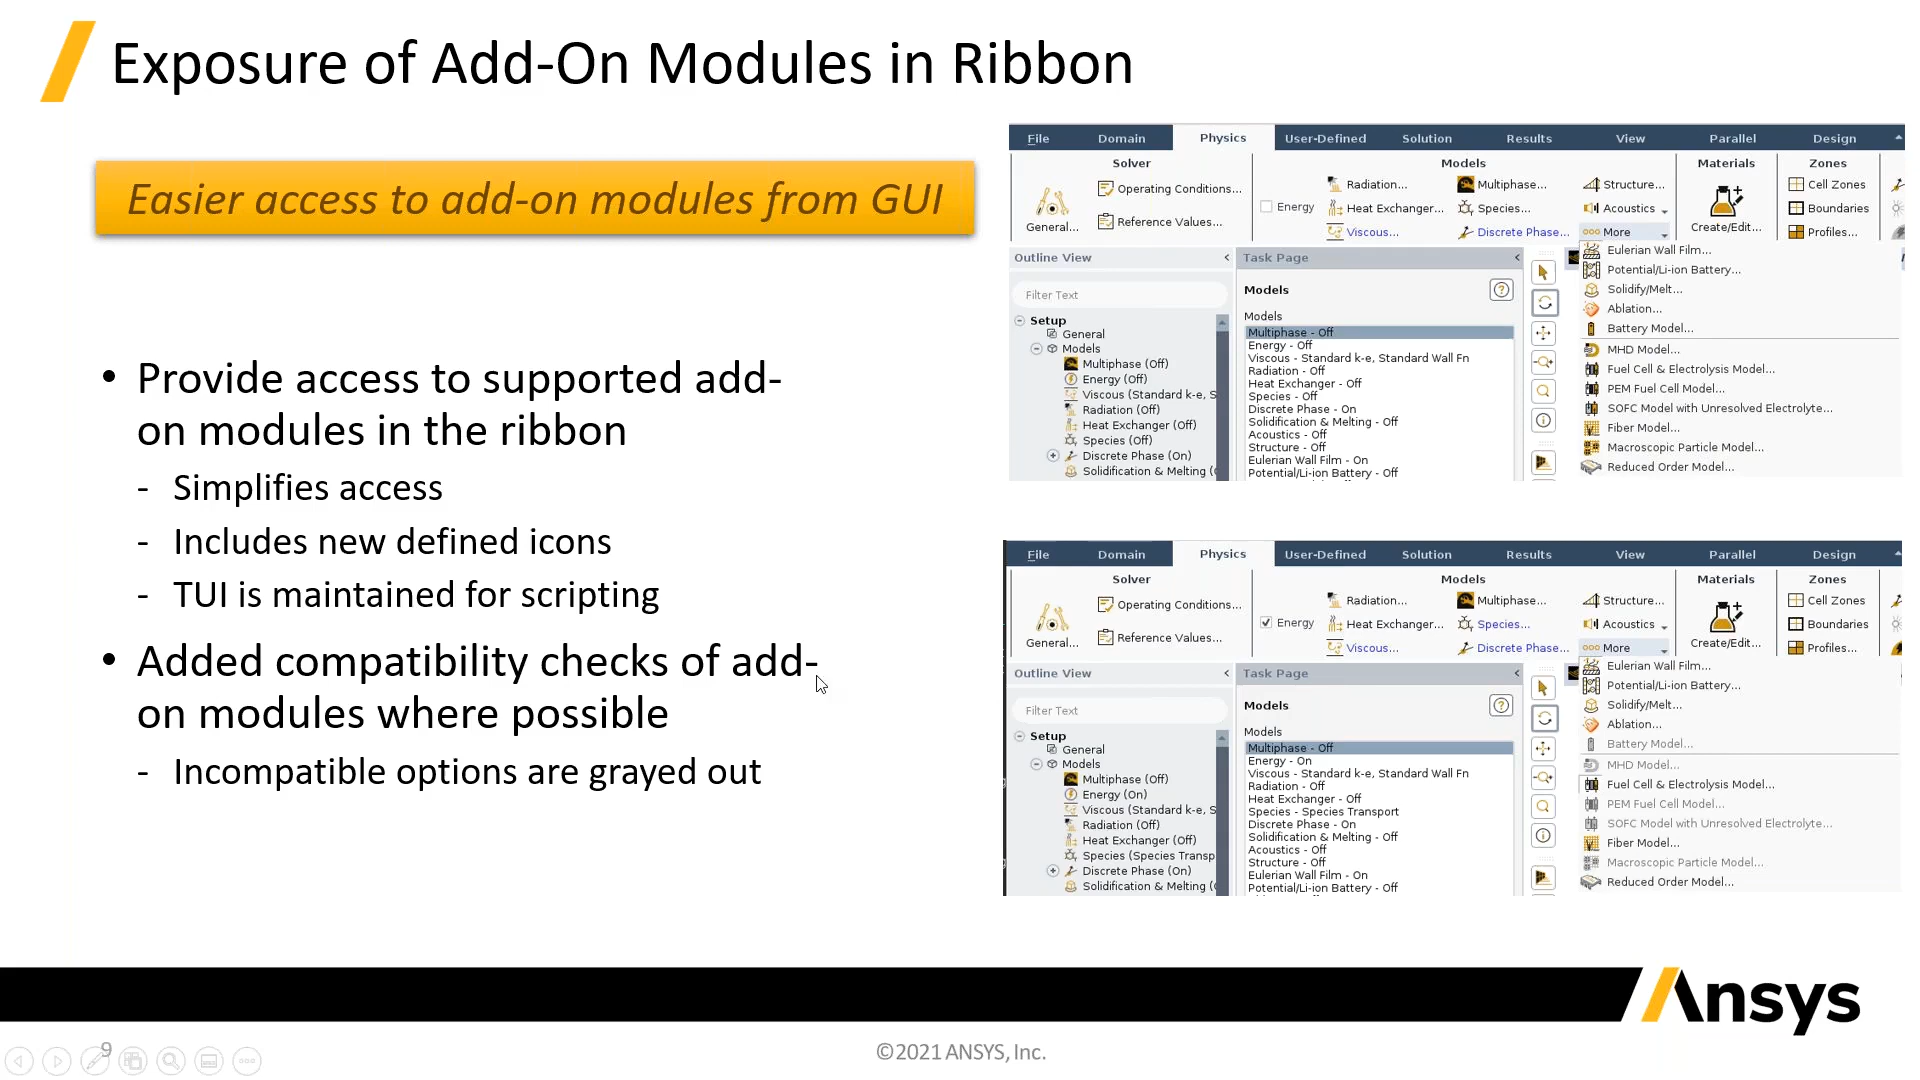 Exposure of Add-On Modules in Ribbon
Easier access to add-on modules from GUI
• Provide access to supported add-
on modules in the ribbon
- Simplifies access
- Includes new defined icons
- TUI is maintained for scripting
• Added compatibility checks of add-
on modules where possible
- Incompatible options are grayed out
File Domain Physics User-Defined Solution Results View Parallel Design
Solver Models Materials Zones
General...
Operating Conditions...
Reference Values...
Energy
Radiation...
Heat Exchanger...
Viscous...
Multiphase...
Species...
Discrete Phase...
Structure...
Acoustics
More
Create/Edit...
Cell Zones
Boundaries
Profiles...
Outline View <
Filter Text
Setup
General
Models
Multiphase (Off)
Energy (Off)
Viscous (Standard k-e, S
Radiation (Off)
Heat Exchanger (Off)
Species (Off)
Discrete Phase (On)
Solidification & Melting (
Task Page <
Models
Models
Multiphase - Off
Energy - Off
Viscous - Standard k-e, Standard Wall Fn
Radiation - Off
Heat Exchanger - Off
Species - Off
Discrete Phase - On
Solidification & Melting - Off
Acoustics - Off
Structure - Off
Eulerian Wall Film - On
Potential/Li-ion Battery - Off
Eulerian Wall Film...
Potential/Li-ion Battery...
Solidify/Melt...
Ablation...
Battery Model...
MHD Model...
Fuel Cell & Electrolysis Model...
PEM Fuel Cell Model...
SOFC Model with Unresolved Electrolyte...
Fiber Model...
Macroscopic Particle Model...
Reduced Order Model...
File Domain Physics User-Defined Solution Results View Parallel Design
Solver Models Materials Zones
General...
Operating Conditions...
Reference Values...
Energy
Radiation...
Heat Exchanger...
Viscous...
Multiphase...
Species...
Discrete Phase...
Structure...
Acoustics
More
Create/Edit...
Cell Zones
Boundaries
Profiles...
Outline View <
Filter Text
Setup
General
Models
Multiphase (Off)
Energy (On)
Viscous (Standard k-e, S
Radiation (Off)
Heat Exchanger (Off)
Species (Species Transp
Discrete Phase (On)
Solidification & Melting (
Task Page <
Models
Models
Multiphase - Off
Energy - On
Viscous - Standard k-e, Standard Wall Fn
Radiation - Off
Heat Exchanger - Off
Species - Species Transport
Discrete Phase - On
Solidification & Melting - Off
Acoustics - Off
Structure - Off
Eulerian Wall Film - On
Potential/Li-ion Battery - Off
Eulerian Wall Film...
Potential/Li-ion Battery...
Solidify/Melt...
Ablation...
Battery Model...
MHD Model...
Fuel Cell & Electrolysis Model...
PEM Fuel Cell Model...
SOFC Model with Unresolved Electrolyte...
Fiber Model...
Macroscopic Particle Model...
Reduced Order Model...
Ansys
9
©2021 ANSYS, Inc.